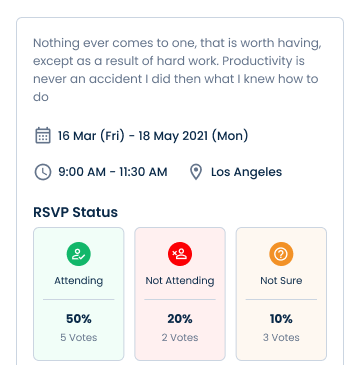 Nothing ever comes to one, that is worth having,
except as a result of hard work. Productivity is
never an accident I did then what I knew how to
do
16 Mar (Fri) - 18 May 2021 (Mon)
9:00 AM - 11:30 AM Los Angeles
RSVP Status
Attending Not Attending Not Sure
50% 20% 10%
5 Votes 2 Votes 3 Votes